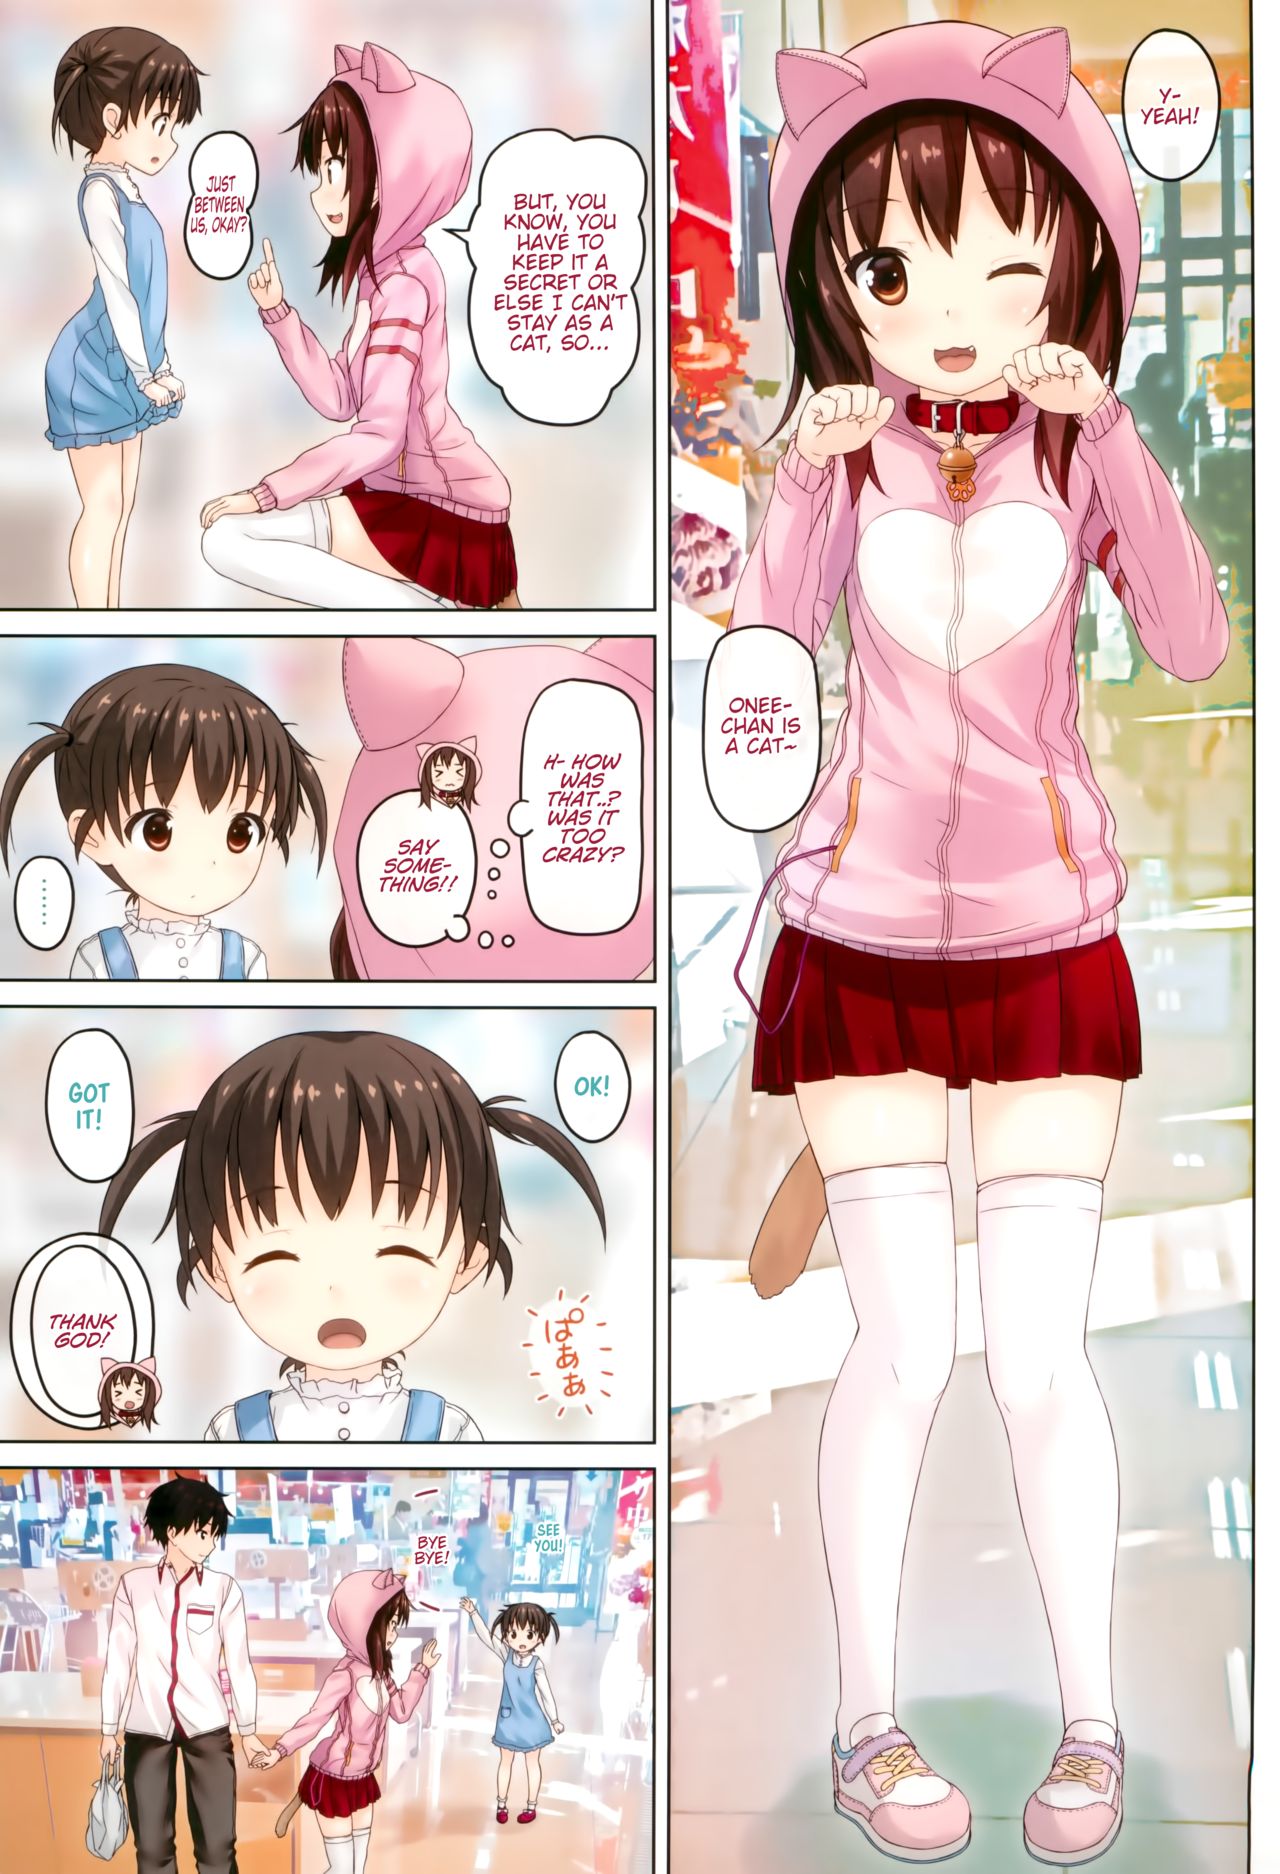 Y-
YEAH!
ONEE-
CHAN IS
A CAT~
BUT, YOU
KNOW, YOU
HAVE TO
KEEP IT A
SECRET OR
ELSE I CAN'T
STAY AS A
CAT, SO...
JUST
BETWEEN
US, OKAY?
H- HOW
WAS
THAT..?
WAS IT
TOO
CRAZY?
SAY
SOME-
THING!!
........
OK!
GOT
IT!
ぱあぁ
THANK
GOD!
SEE
YOU!
BYE
BYE!